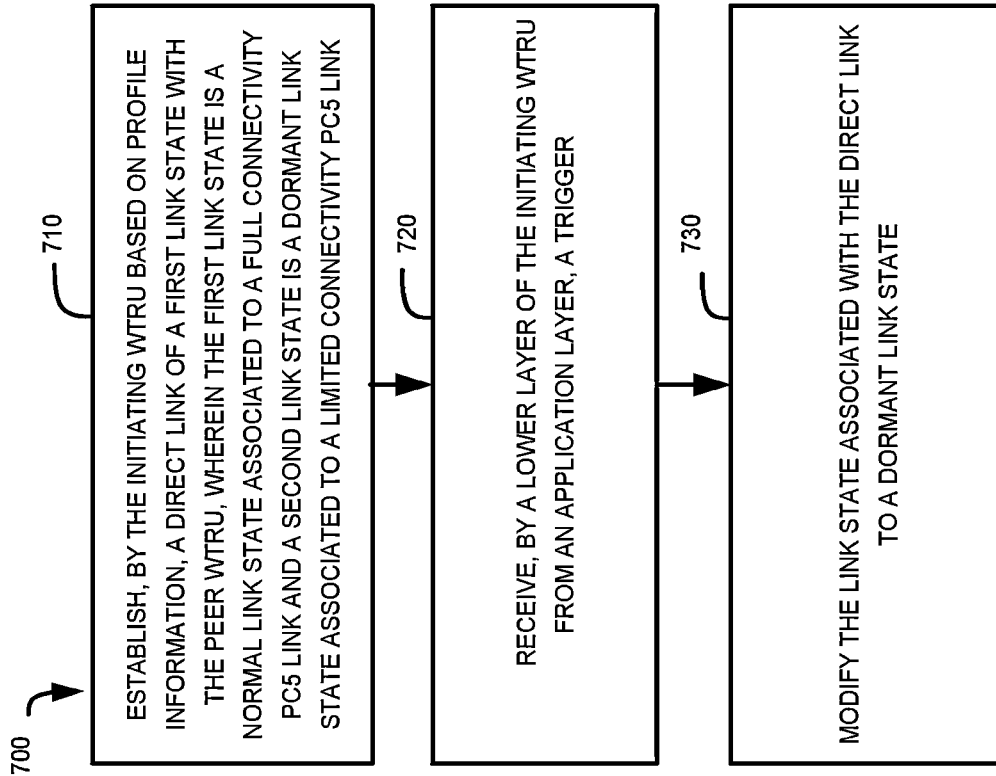 700
710
ESTABLISH, BY THE INITIATING WTRU BASED ON PROFILE
INFORMATION, A DIRECT LINK OF A FIRST LINK STATE WITH
THE PEER WTRU, WHEREIN THE FIRST LINK STATE IS A
NORMAL LINK STATE ASSOCIATED TO A FULL CONNECTIVITY
PC5 LINK AND A SECOND LINK STATE IS A DORMANT LINK
STATE ASSOCIATED TO A LIMITED CONNECTIVITY PC5 LINK
720
RECEIVE, BY A LOWER LAYER OF THE INITIATING WTRU
FROM AN APPLICATION LAYER, A TRIGGER
730
MODIFY THE LINK STATE ASSOCIATED WITH THE DIRECT LINK
TO A DORMANT LINK STATE